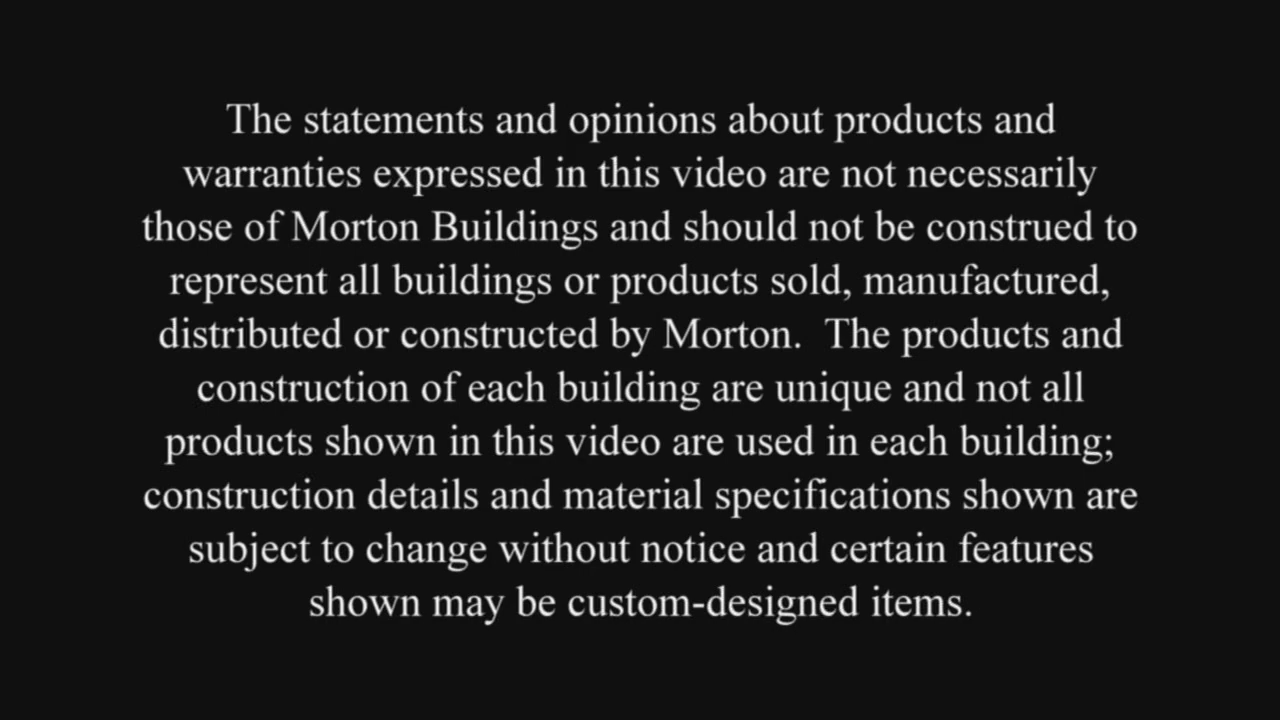 The statements and opinions about products and
warranties expressed in this video are not necessarily
those of Morton Buildings and should not be construed to
represent all buildings or products sold, manufactured,
distributed or constructed by Morton.  The products and
construction of each building are unique and not all
products shown in this video are used in each building;
construction details and material specifications shown are
subject to change without notice and certain features
shown may be custom-designed items.